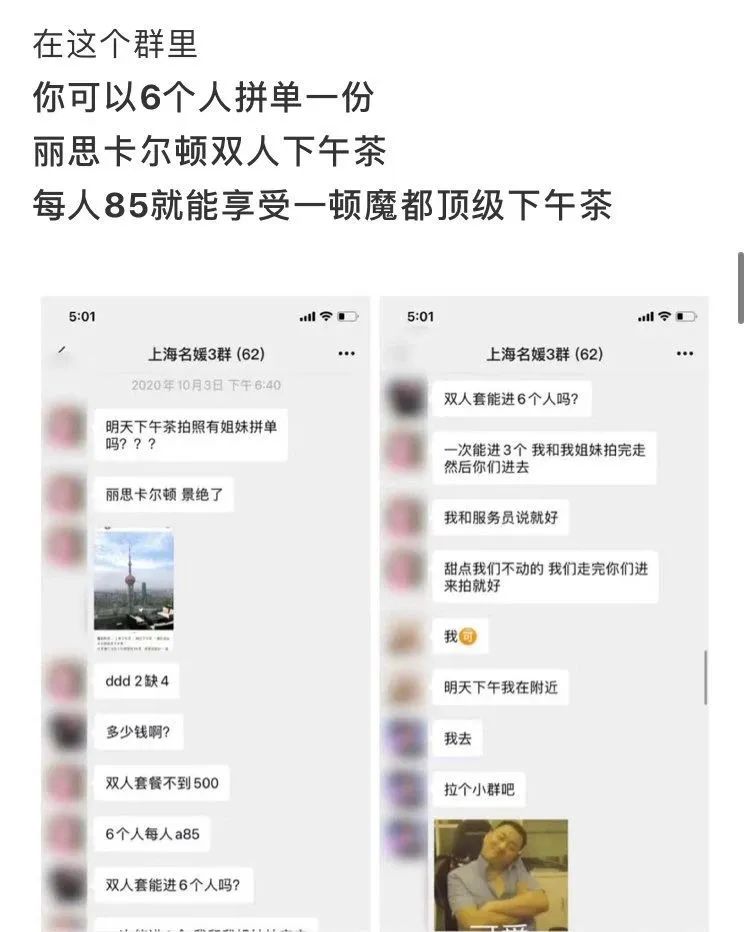 在这个群里
你可以6个人拼单一份
丽思卡尔顿双人下午茶
每人85就能享受一顿魔都顶级下午茶
5:01
上海名媛3群 (62)
2020年10月3日 下午6:40
明天下午茶拍照有姐妹拼单
吗？？？
丽思卡尔顿 景绝了
ddd 2缺4
多少钱啊？
双人套餐不到500
6个人每人a85
双人套能进6个人吗？
5:01
上海名媛3群 (62)
双人套能进6个人吗？
一次能进3个 我和我姐妹拍完走
然后你们进去
我和服务员说就好
甜点我们不动的 我们走完你们进
来拍就好
我🉑
明天下午我在附近
我去
拉个小群吧